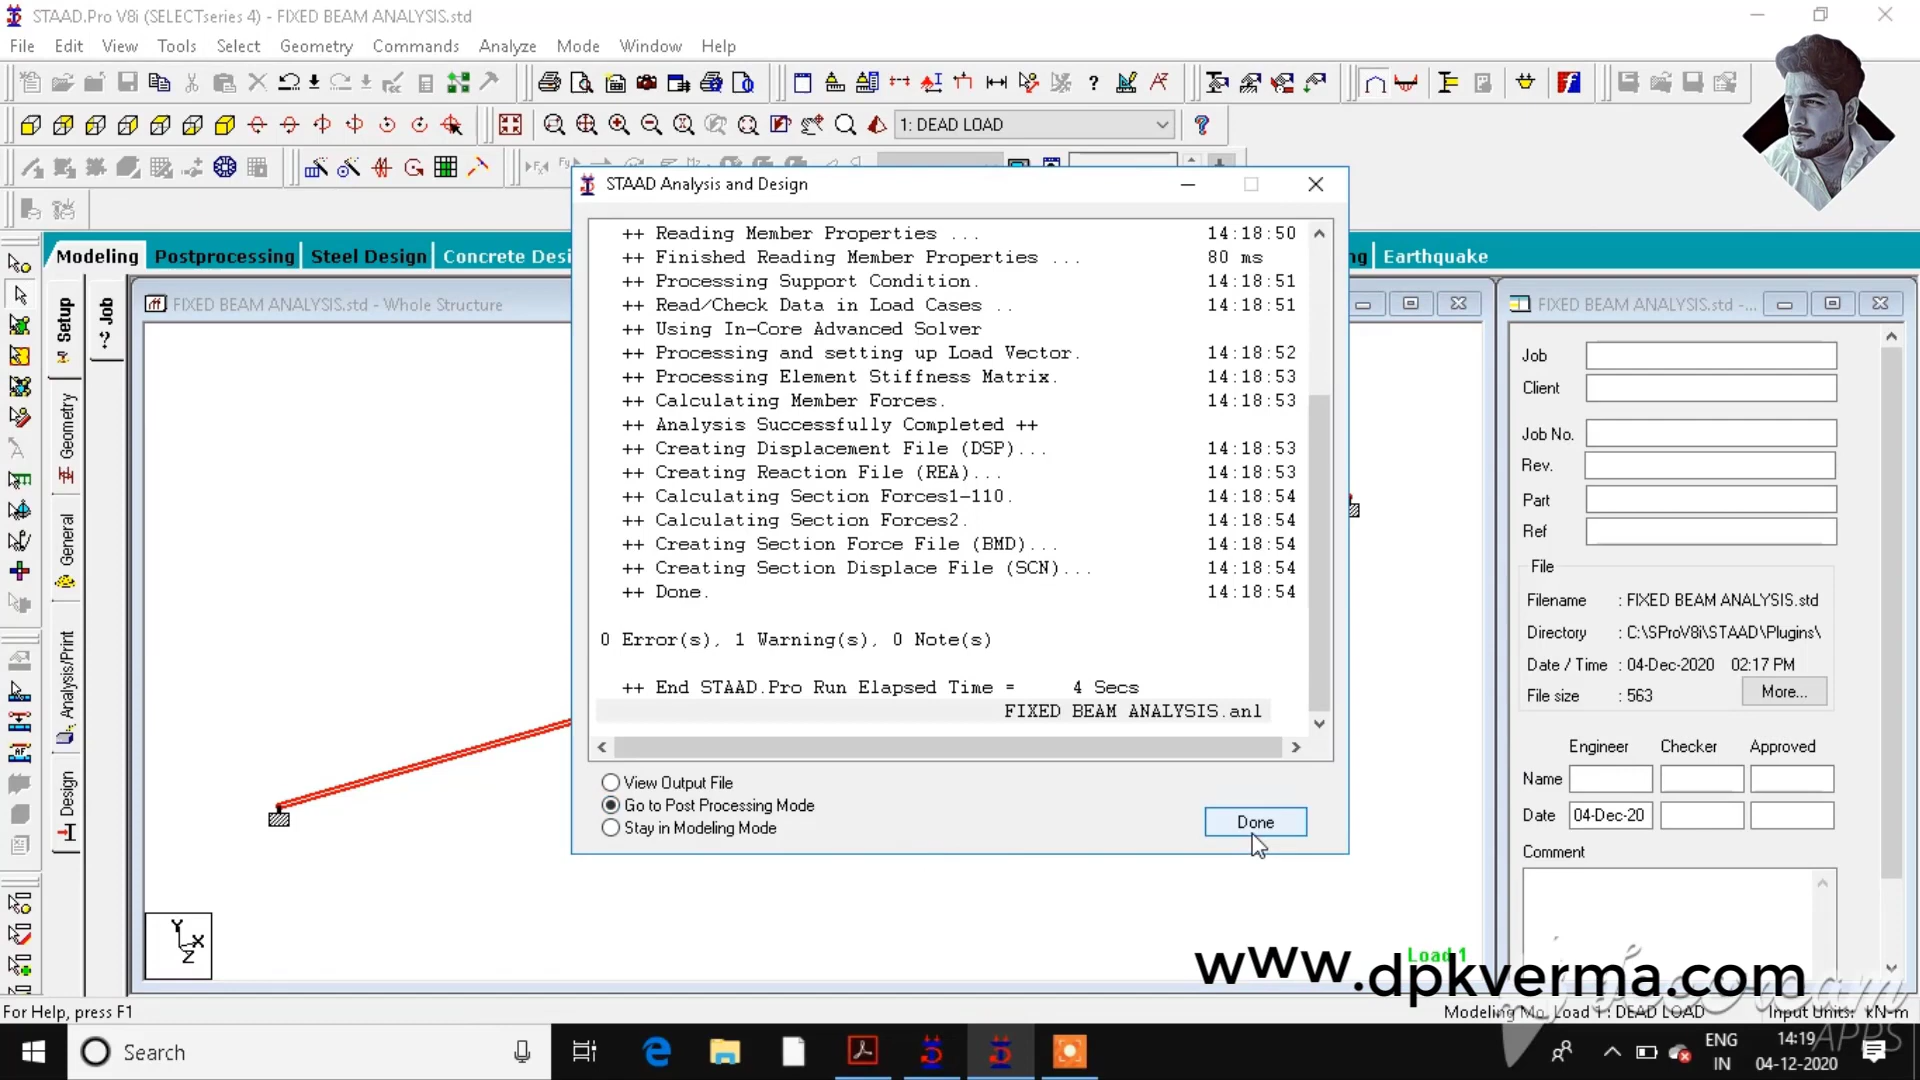 STAAD.Pro V8i (SELECTseries 4) - FIXED BEAM ANALYSIS.std
File Edit View Tools Select Geometry Commands Analyze Mode Window Help
1: DEAD LOAD
STAAD Analysis and Design
Modeling Postprocessing Steel Design Concrete Desi Earthquake
FIXED BEAM ANALYSIS.std - Whole Structure
FIXED BEAM ANALYSIS.std -...
Setup
Job
Geometry
General
Analysis/Print
Design
++ Reading Member Properties ... 14:18:50
++ Finished Reading Member Properties ... 80 ms
++ Processing Support Condition. 14:18:51
++ Read/Check Data in Load Cases .. 14:18:51
++ Using In-Core Advanced Solver
++ Processing and setting up Load Vector. 14:18:52
++ Processing Element Stiffness Matrix. 14:18:53
++ Calculating Member Forces. 14:18:53
++ Analysis Successfully Completed ++
++ Creating Displacement File (DSP)... 14:18:53
++ Creating Reaction File (REA)... 14:18:53
++ Calculating Section Forces1-110. 14:18:54
++ Calculating Section Forces2. 14:18:54
++ Creating Section Force File (BMD)... 14:18:54
++ Creating Section Displace File (SCN)... 14:18:54
++ Done. 14:18:54
0 Error(s), 1 Warning(s), 0 Note(s)
++ End STAAD.Pro Run Elapsed Time = 4 Secs
FIXED BEAM ANALYSIS.anl
View Output File
Go to Post Processing Mode
Stay in Modeling Mode
Done
Job
Client
Job No.
Rev.
Part
Ref
File
Filename : FIXED BEAM ANALYSIS.std
Directory : C:\SProV8i\STAAD\Plugins\
Date / Time : 04-Dec-2020 02:17 PM
File size : 563
More...
Engineer Checker Approved
Name
Date 04-Dec-20
Comment
Y
X
Z
Load 1
www.dpkverma.com
For Help, press F1
Modeling Mo Load 1 : DEAD LOAD Input Units: kN-m
Search
ENG
IN
14:19
04-12-2020
APPS